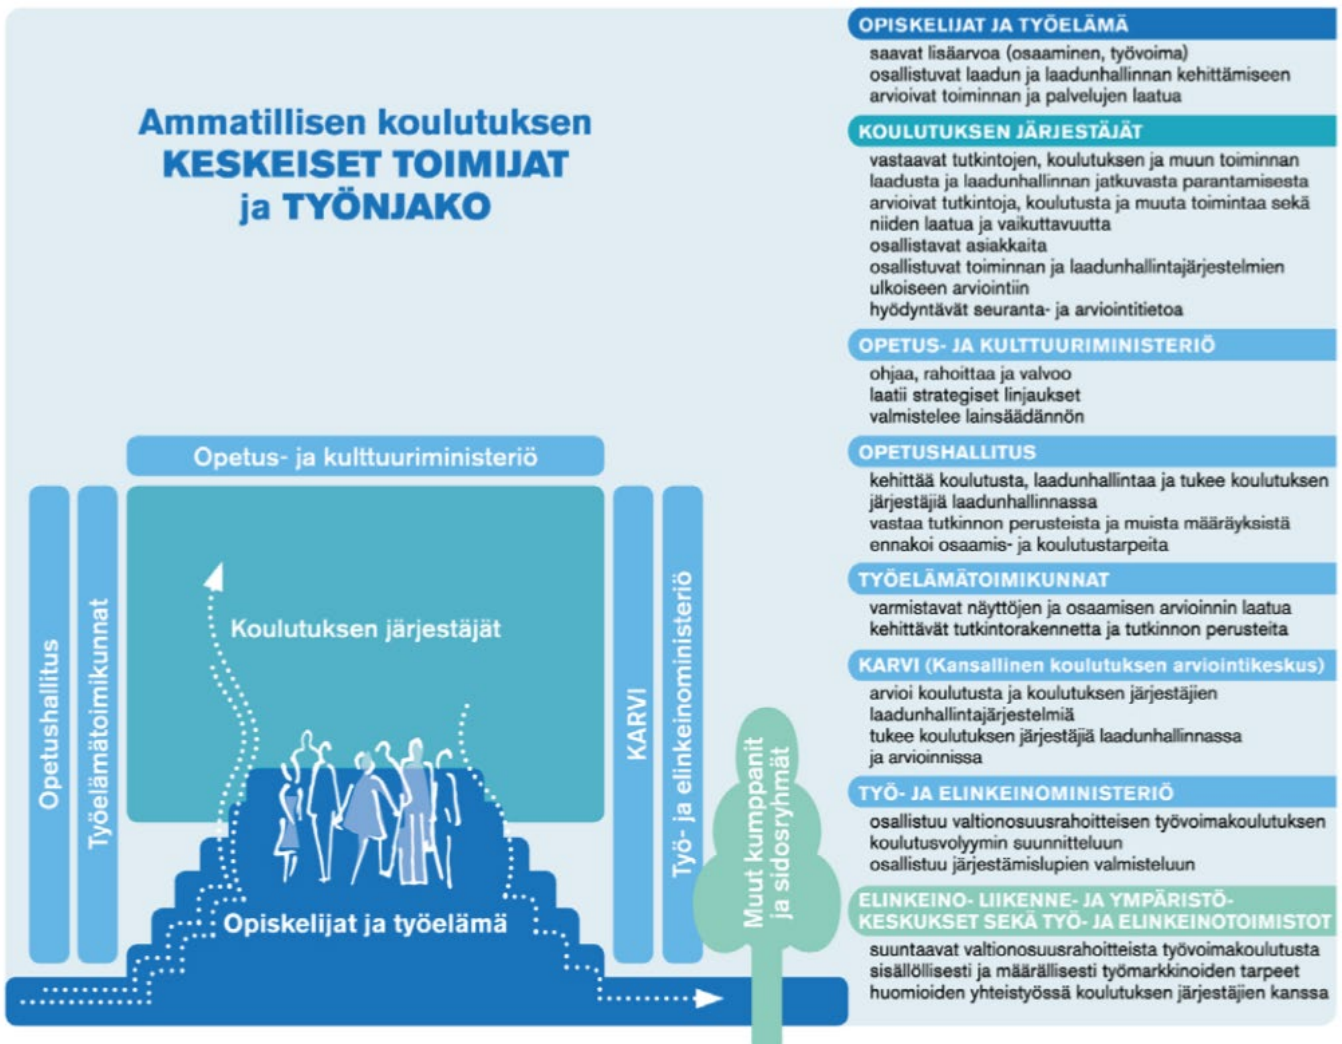 Ammatillisen koulutuksen
KESKEISET TOIMIJAT
ja TYÖNJAKO
Opetus- ja kulttuuriministeriö
Opetushallitus
Työelämätoimikunnat
Koulutuksen järjestäjät
KARVI
Työ- ja elinkeinoministeriö
Muut kumppanit
ja sidosryhmät
Opiskelijat ja työelämä
OPISKELIJAT JA TYÖELÄMÄ
saavat lisäarvoa (osaaminen, työvoima)
osallistuvat laadun ja laadunhallinnan kehittämiseen
arvioivat toiminnan ja palvelujen laatua
KOULUTUKSEN JÄRJESTÄJÄT
vastaavat tutkintojen, koulutuksen ja muun toiminnan
laadusta ja laadunhallinnan jatkuvasta parantamisesta
arvioivat tutkintoja, koulutusta ja muuta toimintaa sekä
niiden laatua ja vaikuttavuutta
osallistavat asiakkaita
osallistuvat toiminnan ja laadunhallintajärjestelmien
ulkoiseen arviointiin
hyödyntävät seuranta- ja arviointitietoa
OPETUS- JA KULTTUURIMINISTERIÖ
ohjaa, rahoittaa ja valvoo
laatii strategiset linjaukset
valmistelee lainsäädännön
OPETUSHALLITUS
kehittää koulutusta, laadunhallintaa ja tukee koulutuksen
järjestäjiä laadunhallinnassa
vastaa tutkinnon perusteista ja muista määräyksistä
ennakoi osaamis- ja koulutustarpeita
TYÖELÄMÄTOIMIKUNNAT
varmistavat näyttöjen ja osaamisen arvioinnin laatua
kehittävät tutkintorakennetta ja tutkinnon perusteita
KARVI (Kansallinen koulutuksen arviointikeskus)
arvioi koulutusta ja koulutuksen järjestäjien
laadunhallintajärjestelmiä
tukee koulutuksen järjestäjiä laadunhallinnassa
ja arvioinnissa
TYÖ- JA ELINKEINOMINISTERIÖ
osallistuu valtionosuusrahoitteisen työvoimakoulutuksen
koulutusvolyymin suunnitteluun
osallistuu järjestämislupien valmisteluun
ELINKEINO- LIIKENNE- JA YMPÄRISTÖ-
KESKUKSET SEKÄ TYÖ- JA ELINKEINOTOIMISTOT
suuntaavat valtionosuusrahoitteista työvoimakoulutusta
sisällöllisesti ja määrällisesti työmarkkinoiden tarpeet
huomioiden yhteistyössä koulutuksen järjestäjien kanssa